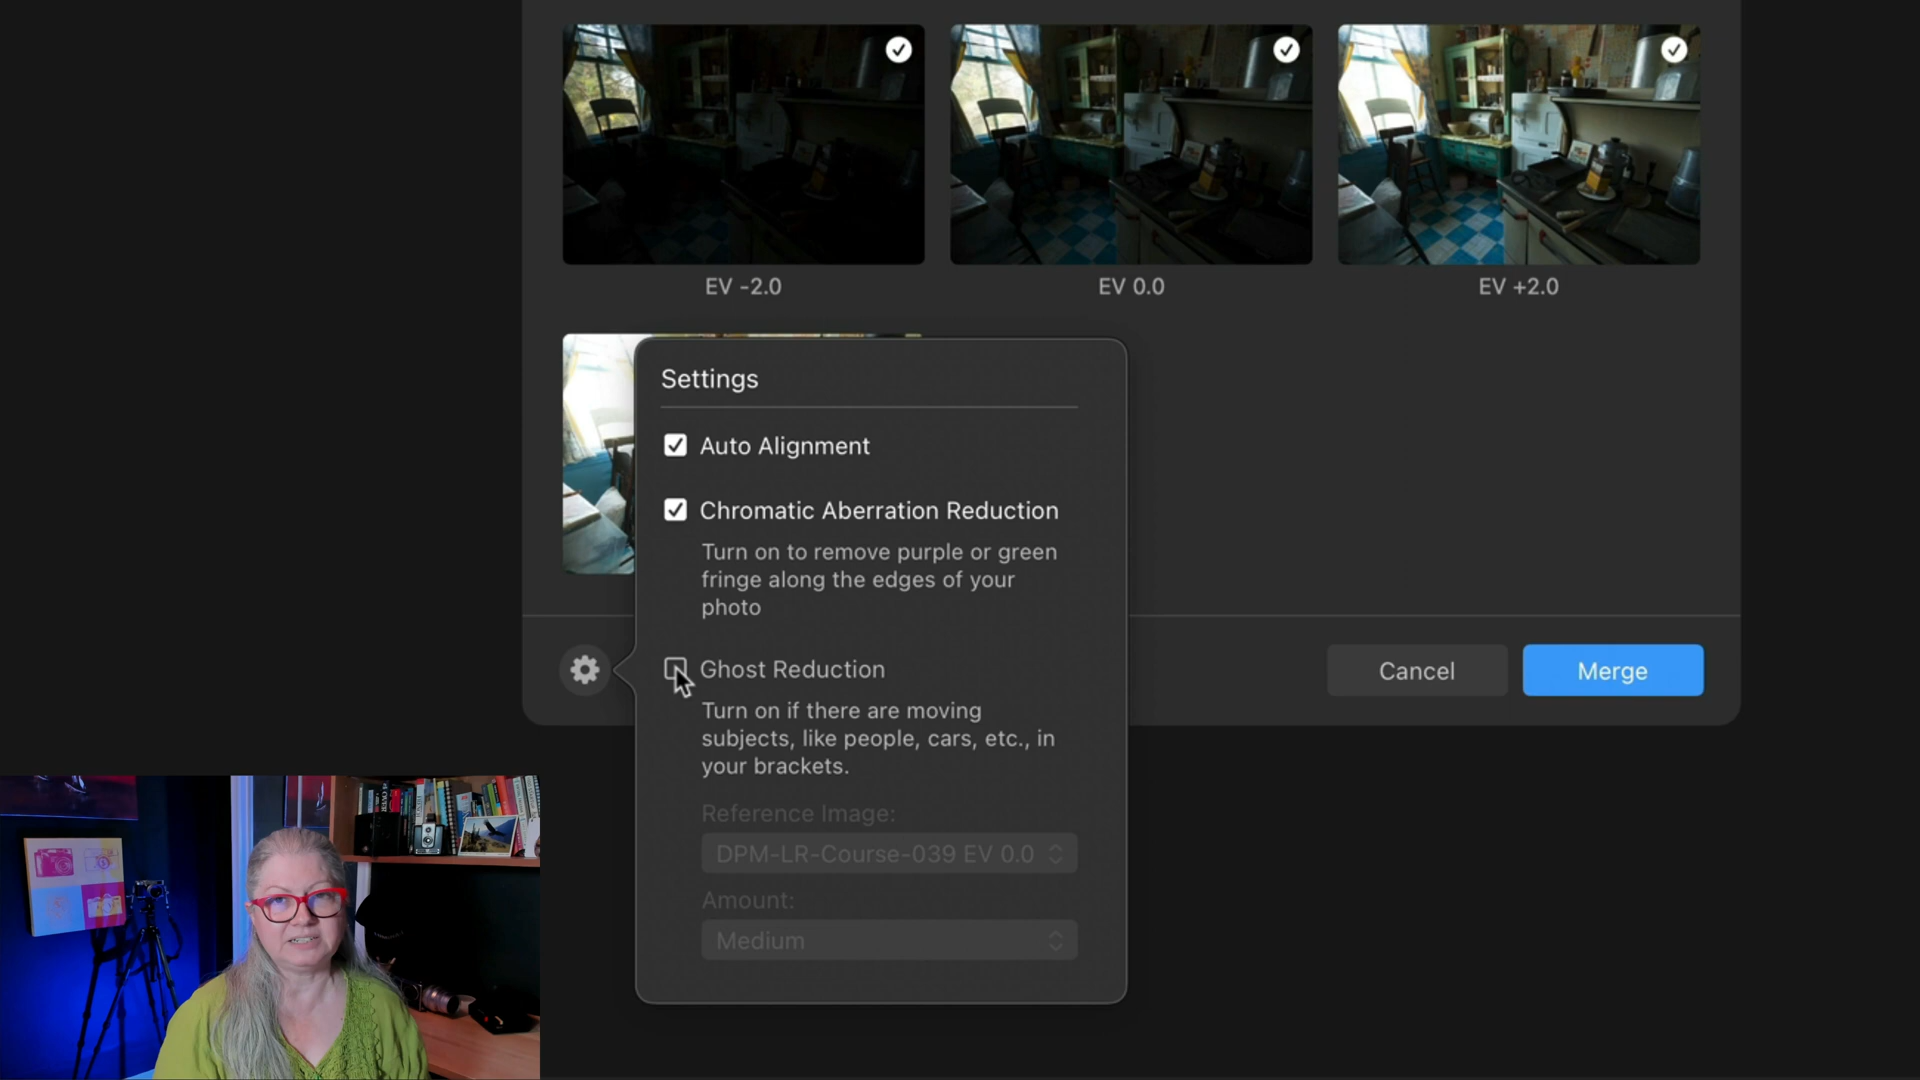 EV -2.0
EV 0.0
EV +2.0
Settings
Auto Alignment
Chromatic Aberration Reduction
Turn on to remove purple or green
fringe along the edges of your
photo
Ghost Reduction
Turn on if there are moving
subjects, like people, cars, etc., in
your brackets.
Reference Image:
DPM-LR-Course-039 EV 0.0
Amount:
Medium
Cancel
Merge